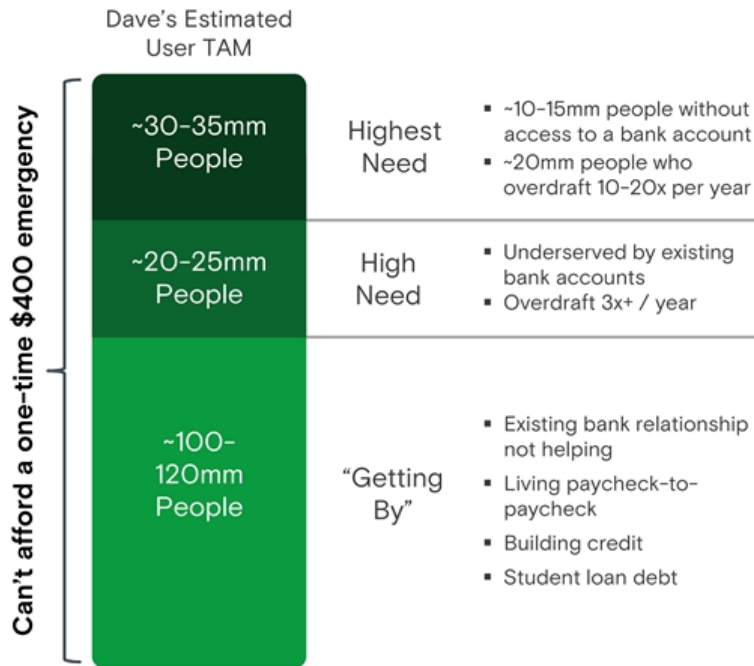 Dave's Estimated
User TAM
Can't afford a one-time $400 emergency
~30-35mm
People
Highest
Need
▪ ~10-15mm people without
access to a bank account
▪ ~20mm people who
overdraft 10-20x per year
~20-25mm
People
High
Need
▪ Underserved by existing
bank accounts
▪ Overdraft 3x+ / year
~100-
120mm
People
“Getting
By”
▪ Existing bank relationship
not helping
▪ Living paycheck-to-
paycheck
▪ Building credit
▪ Student loan debt